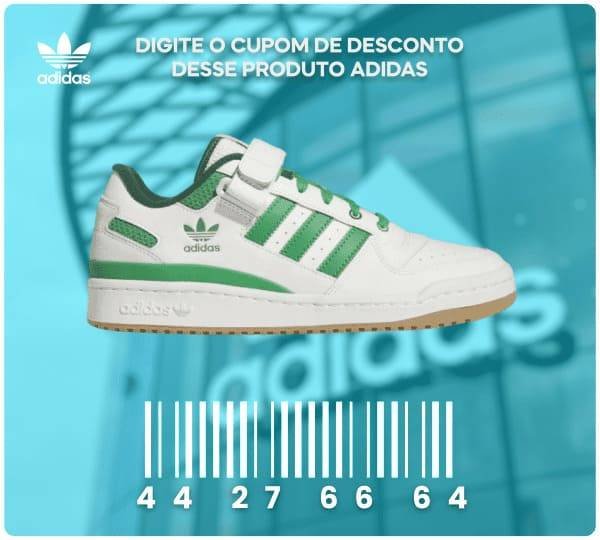 DIGITE O CUPOM DE DESCONTO
DESSE PRODUTO ADIDAS
adidas
adidas
adidas
adidas
44 27 66 64